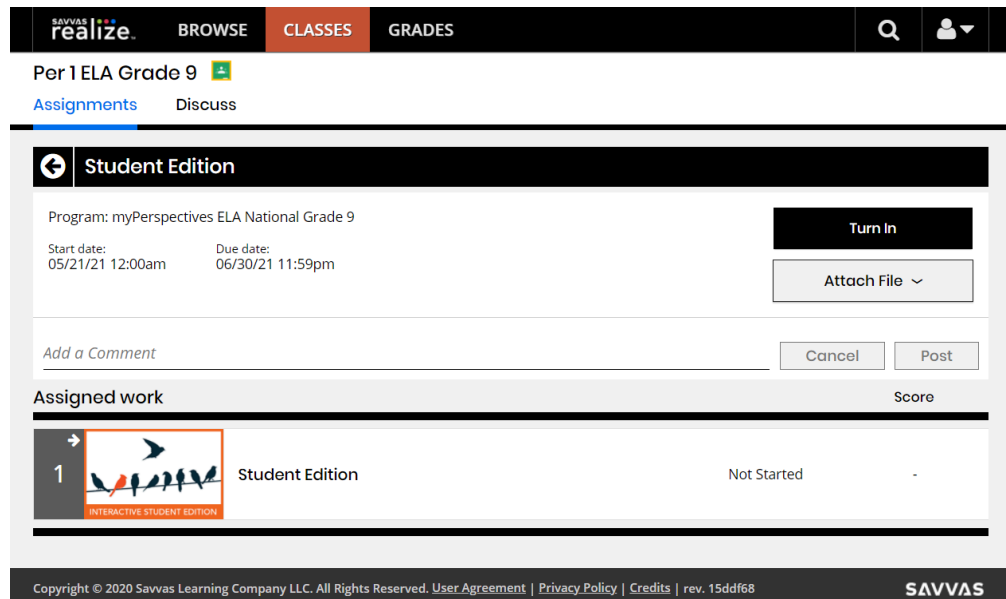 SAVVAS
realize. BROWSE CLASSES GRADES
Per 1 ELA Grade 9
Assignments Discuss
Student Edition
Program: myPerspectives ELA National Grade 9
Turn In
Start date: Due date:
05/21/21 12:00am 06/30/21 11:59pm
Attach File
Add a Comment Cancel Post
Assigned work Score
1 Student Edition Not Started -
INTERACTIVE STUDENT EDITION
Copyright © 2020 Savvas Learning Company LLC. All Rights Reserved. User Agreement | Privacy Policy | Credits | rev. 15ddf68 SAVVAS